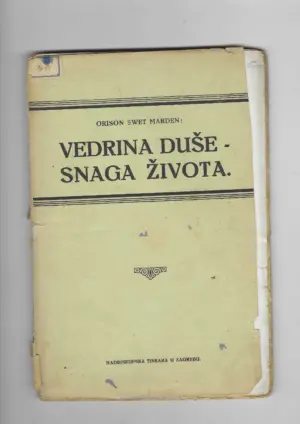 ORISON SWET MARDEN:
VEDRINA DUŠE -
SNAGA ŽIVOTA.
NADBISKUPSKA TISKARA U ZAGREBU.